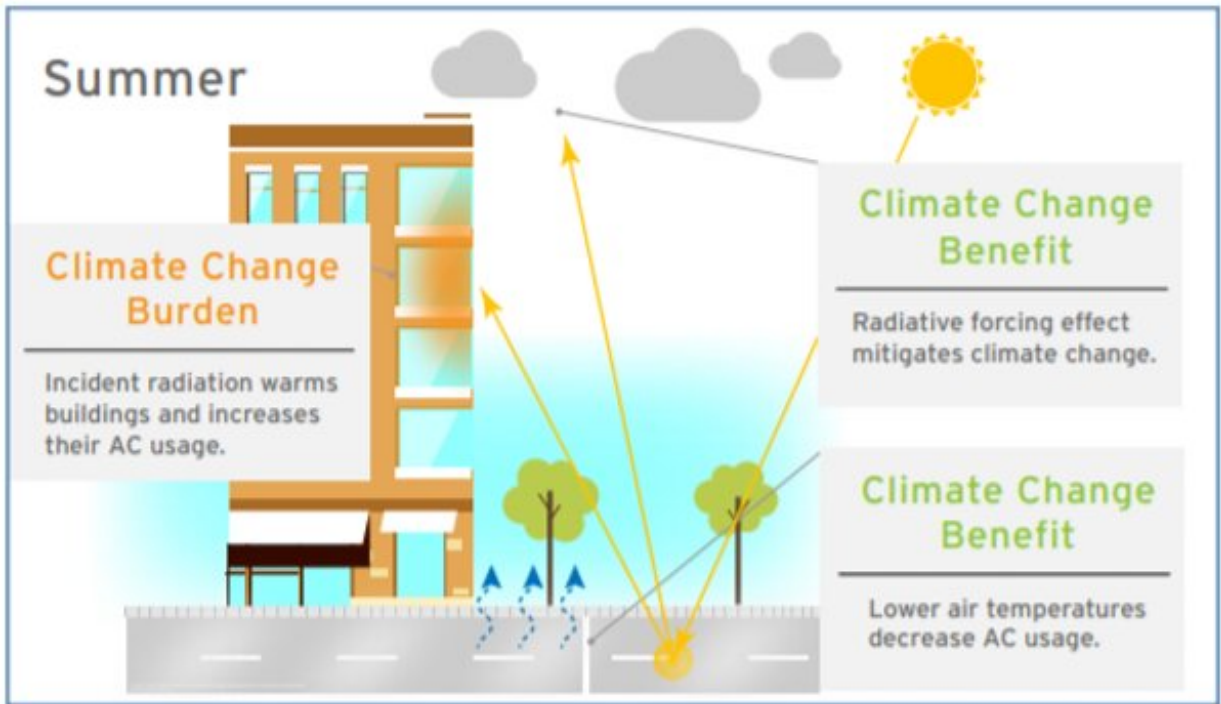 Summer
Climate Change
Burden
Incident radiation warms
buildings and increases
their AC usage.
Climate Change
Benefit
Radiative forcing effect
mitigates climate change.
Climate Change
Benefit
Lower air temperatures
decrease AC usage.